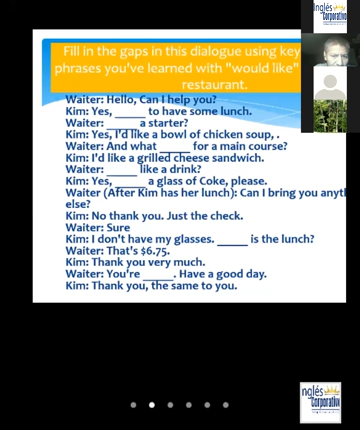 Fill in the gaps in this dialogue using key
phrases you've learned with "would like"
restaurant.
Waiter: Hello, Can I help you?
Kim: Yes, _____ to have some lunch.
Waiter: _____ a starter?
Kim: Yes, I'd like a bowl of chicken soup, .
Waiter: And what _____ for a main course?
Kim: I'd like a grilled cheese sandwich.
Waiter: _____ like a drink?
Kim: Yes, _____ a glass of Coke, please.
Waiter (After Kim has her lunch): Can I bring you anyth
else?
Kim: No thank you. Just the check.
Waiter: Sure
Kim: I don't have my glasses. _____ is the lunch?
Waiter: That's $6.75.
Kim: Thank you very much.
Waiter: You're _____. Have a good day.
Kim: Thank you, the same to you.
Inglés
Corporativo
nglés
Corporativo